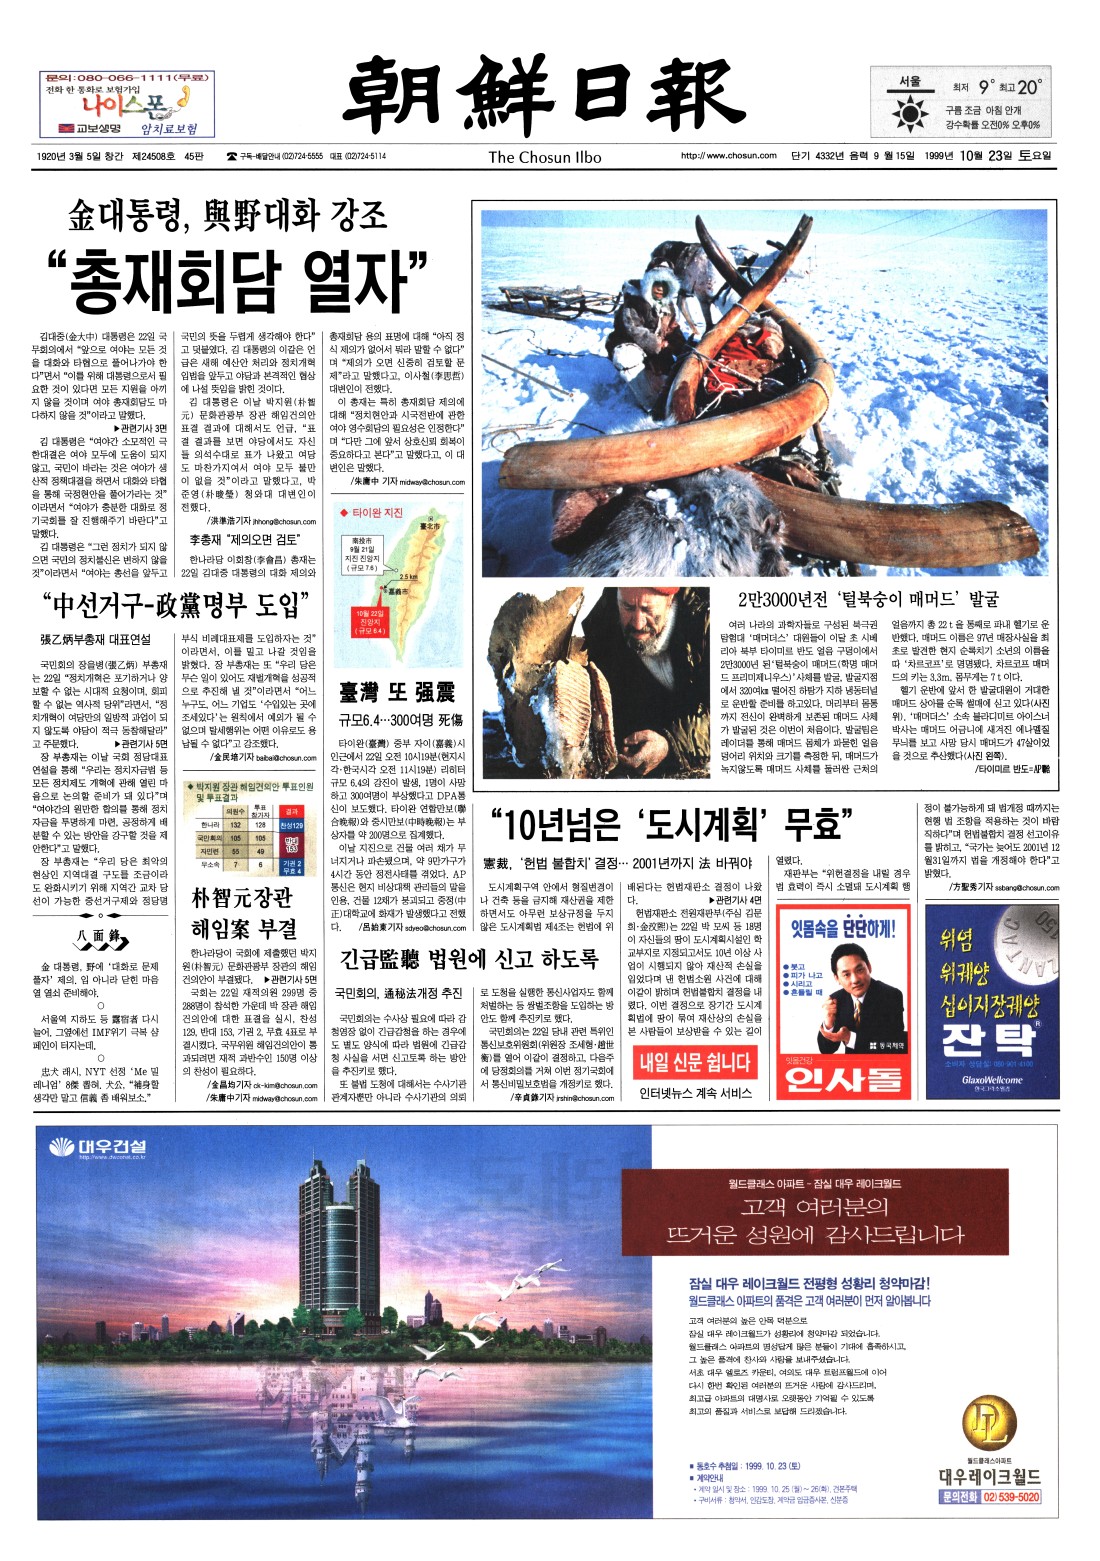 문의:080-066-1111(무료)
전화 한 통화로 보험가입
나이스폰
교보생명 암치료보험
朝鮮日報
서울
최저 9° 최고 20°
구름 조금 아침 안개
강수확률 오전0% 오후0%
1920년 3월 5일 창간 제24508호 45판
구독·배달안내 (02)724-5555 대표 (02)724-5114
The Chosun Ilbo
http://www.chosun.com 단기 4332년 음력 9월 15일 1999년 10월 23일 토요일
金대통령, 與野대화 강조
“총재회담 열자”
김대중(金大中) 대통령은 22일 국
무회의에서 “앞으로 여야는 모든 것
을 대화와 타협으로 풀어나가야 한
다”면서 “이를 위해 대통령으로서 필
요한 것이 있다면 모든 지원을 아끼
지 않을 것이며 여야 총재회담도 마
다하지 않을 것”이라고 말했다.
▶관련기사 3면
김 대통령은 “여야간 소모적인 극
한대결은 여야 모두에 도움이 되지
않고, 국민이 바라는 것은 여야가 생
산적 정책대결을 하면서 대화와 타협
을 통해 국정현안을 풀어가라는 것”
이라면서 “여야가 충분한 대화로 정
기국회를 잘 진행해주기 바란다”고
말했다.
김 대통령은 “그런 정치가 되지 않
으면 국민의 정치불신은 변하지 않을
것”이라면서 “여야는 총선을 앞두고
국민의 뜻을 두렵게 생각해야 한다”
고 덧붙였다. 김 대통령의 이같은 언
급은 새해 예산안 처리와 정치개혁
입법을 앞두고 야당과 본격적인 협상
에 나설 뜻임을 밝힌 것이다.
김 대통령은 이날 박지원(朴智
元) 문화관광부 장관 해임건의안
표결 결과에 대해서도 언급, “표
결 결과를 보면 야당에서도 자신
들 의석수대로 표가 나왔고 여당
도 마찬가지여서 여야 모두 불만
이 없을 것”이라고 말했다고, 박
준영(朴晙瑩) 청와대 대변인이
전했다.
/洪準浩기자 jhhong@chosun.com
李총재 “제의오면 검토”
한나라당 이회창(李會昌) 총재는
22일 김대중 대통령의 대화 제의와
총재회담 용의 표명에 대해 “아직 정
식 제의가 없어서 뭐라 말할 수 없다”
며 “제의가 오면 신중히 검토할 문
제”라고 말했다고, 이사철(李思哲)
대변인이 전했다.
이 총재는 특히 총재회담 제의에
대해 “정치현안과 시국전반에 관한
여야 영수회담의 필요성은 인정한다”
며 “다만 그에 앞서 상호신뢰 회복이
중요하다고 본다”고 말했다고, 이 대
변인은 말했다.
/朱庸中 기자 midway@chosun.com
◆ 타이완 지진
臺北市
南投市
9월 21일
지진 진앙지
(규모 7.6)
2.5 km
嘉義市
10월 22일
진앙지
(규모 6.4)
臺灣 또 强震
규모6.4…300여명 死傷
타이완(臺灣) 중부 자이(嘉義)시
인근에서 22일 오전 10시19분(현지시
각·한국시각 오전 11시19분) 리히터
규모 6.4의 강진이 발생, 1명이 사망
하고 300여명이 부상했다고 DPA통
신이 보도했다. 타이완 연합만보(聯
合晩報)와 중시만보(中時晩報)는 부
상자를 약 200명으로 집계했다.
이날 지진으로 건물 여러 채가 무
너지거나 파손됐으며, 약 9만가구가
4시간 동안 정전사태를 겪었다. AP
통신은 현지 비상대책 관리들의 말을
인용, 건물 12채가 붕괴되고 중정(中
正)대학교에 화재가 발생했다고 전했
다. /呂始東기자 sdyeo@chosun.com
2만3000년전 ‘털북숭이 매머드’ 발굴
여러 나라의 과학자들로 구성된 북극권
탐험대 ‘매머더스’ 대원들이 이달 초 시베
리아 북부 타이미르 반도 얼음 구덩이에서
2만3000년 된 ‘털북숭이 매머드(학명 매머
드 프리미제니우스)’ 사체를 발굴, 발굴지점
에서 320여㎞ 떨어진 하탕가 지하 냉동터널
로 운반할 준비를 하고있다. 머리부터 몸통
까지 전신이 완벽하게 보존된 매머드 사체
가 발굴된 것은 이번이 처음이다. 발굴팀은
레이더를 통해 매머드 몸체가 파묻힌 얼음
덩어리 위치와 크기를 측정한 뒤, 매머드가
녹지않도록 매머드 사체를 둘러싼 근처의
얼음까지 총 22 t 을 통째로 파내 헬기로 운
반했다. 매머드 이름은 97년 매장사실을 최
초로 발견한 현지 순록치기 소년의 이름을
따 ‘차르코프’로 명명됐다. 차르코프 매머
드의 키는 3.3m, 몸무게는 7 t 이다.
헬기 운반에 앞서 한 발굴대원이 거대한
매머드 상아를 순록 썰매에 싣고 있다(사진
위). ‘매머더스’ 소속 블라디미르 아이스너
박사는 매머드 어금니에 새겨진 에나멜질
무늬를 보고 사망 당시 매머드가 47살이었
을 것으로 추산했다(사진 왼쪽).
/타이미르 반도=AP聯
“中선거구-政黨명부 도입”
張乙炳부총재 대표연설
국민회의 장을병(張乙炳) 부총재
는 22일 “정치개혁은 포기하거나 양
보할 수 없는 시대적 요청이며, 회피
할 수 없는 역사적 당위”라면서, “정
치개혁이 여당만의 일방적 과업이 되
지 않도록 야당이 적극 동참해달라”
고 주문했다. ▶관련기사 5면
장 부총재는 이날 국회 정당대표
연설을 통해 “우리는 정치자금법 등
모든 정치제도 개혁에 관해 열린 마
음으로 논의할 준비가 돼 있다”며
“여야간의 원만한 합의를 통해 정치
자금을 투명하게 마련, 공정하게 배
분할 수 있는 방안을 강구할 것을 제
안한다”고 말했다.
장 부총재는 “우리 당은 최악의
현상인 지역대결 구도를 조금이라
도 완화시키기 위해 지역간 교차 당
선이 가능한 중선거구제와 정당명
부식 비례대표제를 도입하자는 것”
이라면서, 이를 밀고 나갈 것임을
밝혔다. 장 부총재는 또 “우리 당은
무슨 일이 있어도 재벌개혁을 성공적
으로 추진해 낼 것”이라면서 “어느
누구도, 어느 기업도 ‘수입있는 곳에
조세있다’는 원칙에서 예외가 될 수
없으며 탈세행위는 어떤 이유로도 용
납될 수 없다”고 강조했다.
/金民培기자 baibai@chosun.com
◆ 박지원 장관 해임건의안 투표인원
및 투표결과
의원수 투표참가자 결과
한나라 132 128 찬성129
국민회의 105 105 반대153
자민련 55 49
무소속 7 6 기권 2 무효 4
朴智元장관
해임案 부결
한나라당이 국회에 제출했던 박지
원(朴智元) 문화관광부 장관의 해임
건의안이 부결됐다. ▶관련기사 5면
국회는 22일 재적의원 299명 중
288명이 참석한 가운데 박 장관 해임
건의안에 대한 표결을 실시, 찬성
129, 반대 153, 기권 2, 무효 4표로 부
결시켰다. 국무위원 해임건의안이 통
과되려면 재적 과반수인 150명 이상
의 찬성이 필요하다.
/金昌均기자 ck-kim@chosun.com
/朱庸中기자 midway@chosun.com
八面鋒
金 대통령, 野에 ‘대화로 문제
풀자’ 제의. 입 아니라 닫힌 마음
열 열쇠 준비해야.
○
서울역 지하도 등 露宿者 다시
늘어. 그옆에선 IMF위기 극복 샴
페인이 터지는데.
○
忠犬 래시, NYT 선정 ‘Me 밀
레니엄’ 8傑 뽑혀. 犬公, “補身할
생각만 말고 信義 좀 배워보소.”
긴급監聽 법원에 신고 하도록
국민회의, 通秘法개정 추진
국민회의는 수사상 필요에 따라 감
청영장 없이 긴급감청을 하는 경우에
도 별도 양식에 따라 법원에 긴급감
청 사실을 서면 신고토록 하는 방안
을 추진키로 했다.
또 불법 도청에 대해서는 수사기관
관계자뿐만 아니라 수사기관의 의뢰
로 도청을 실행한 통신사업자도 함께
처벌하는 등 쌍벌조항을 도입하는 방
안도 함께 추진키로 했다.
국민회의는 22일 당내 관련 특위인
통신보호위원회(위원장 조세형·趙世
衡)를 열어 이같이 결정하고, 다음주
에 당정회의를 거쳐 이번 정기국회에
서 통신비밀보호법을 개정키로 했다.
/辛貞錄기자 jrshin@chosun.com
“10년넘은 ‘도시계획’ 무효”
憲裁, ‘헌법 불합치’ 결정… 2001년까지 法 바꿔야
도시계획구역 안에서 형질변경이
나 건축 등을 금지해 재산권을 제한
하면서도 아무런 보상규정을 두지
않은 도시계획법 제4조는 헌법에 위
배된다는 헌법재판소 결정이 나왔
다. ▶관련기사 4면
헌법재판소 전원재판부(주심 김문
희·金汶熙)는 22일 박 모씨 등 18명
이 자신들의 땅이 도시계획시설인 학
교부지로 지정되고서도 10년 이상 사
업이 시행되지 않아 재산적 손실을
입었다며 낸 헌법소원 사건에 대해
이같이 밝히며 헌법불합치 결정을 내
렸다. 이번 결정으로 장기간 도시계
획법에 땅이 묶여 재산상의 손실을
본 사람들이 보상받을 수 있는 길이
열렸다.
재판부는 “위헌결정을 내릴 경우
법 효력이 즉시 소멸돼 도시계획 행
정이 불가능하게 돼 법개정 때까지는
현행 법 조항을 적용하는 것이 바람
직하다”며 헌법불합치 결정 선고이유
를 밝히고, “국가는 늦어도 2001년 12
월31일까지 법을 개정해야 한다”고
밝혔다.
/方聖秀기자 ssbang@chosun.com
내일 신문 쉽니다
인터넷뉴스 계속 서비스
잇몸속을 단단하게!
● 붓고
● 피가 나고
● 시리고
● 흔들릴 때
동국제약
잇몸건강
인사돌
ZANTAC 150
위염
위궤양
십이지장궤양
잔탁®
GlaxoWellcome
한국그락소웰컴
대우건설
http://www.dwconst.co.kr
월드클래스 아파트 - 잠실 대우 레이크월드
고객 여러분의
뜨거운 성원에 감사드립니다
잠실 대우 레이크월드 전평형 성황리 청약마감!
월드클래스 아파트의 품격은 고객 여러분이 먼저 알아봅니다
고객 여러분의 높은 안목 덕분으로
잠실 대우 레이크월드가 성황리에 청약마감 되었습니다.
월드클래스 아파트의 명성답게 많은 분들이 기대에 흡족하시고,
그 높은 품격에 찬사와 사랑을 보내주셨습니다.
서초 대우 멜로즈 카운티, 여의도 대우 트럼프월드에 이어
다시 한번 확인된 여러분의 뜨거운 사랑에 감사드리며,
최고급 아파트의 대명사로 오랫동안 기억될 수 있도록
최고의 품질과 서비스로 보답해 드리겠습니다.
■ 동호수 추첨일 : 1999. 10. 23 (토)
■ 계약안내
• 계약 일시 및 장소 : 1999. 10. 25 (월) ~ 26(화), 견본주택
• 구비서류 : 청약서, 인감도장, 계약금 입금증사본, 신분증
월드클래스아파트
대우레이크월드
문의전화 02) 539-5020